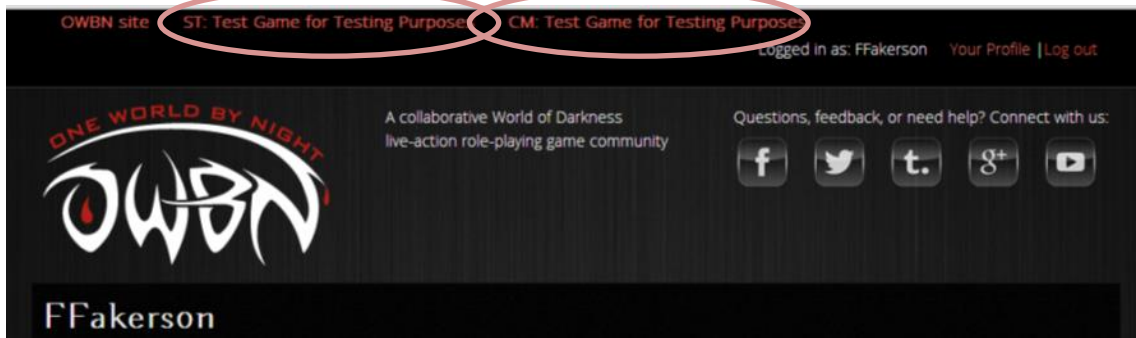 OWBN site ST: Test Game for Testing Purposes CM: Test Game for Testing Purposes
Logged in as: FFakerson Your Profile | Log out
ONE WORLD BY NIGHT
OWBN
A collaborative World of Darkness
live-action role-playing game community
Questions, feedback, or need help? Connect with us:
f t. g+
FFakerson